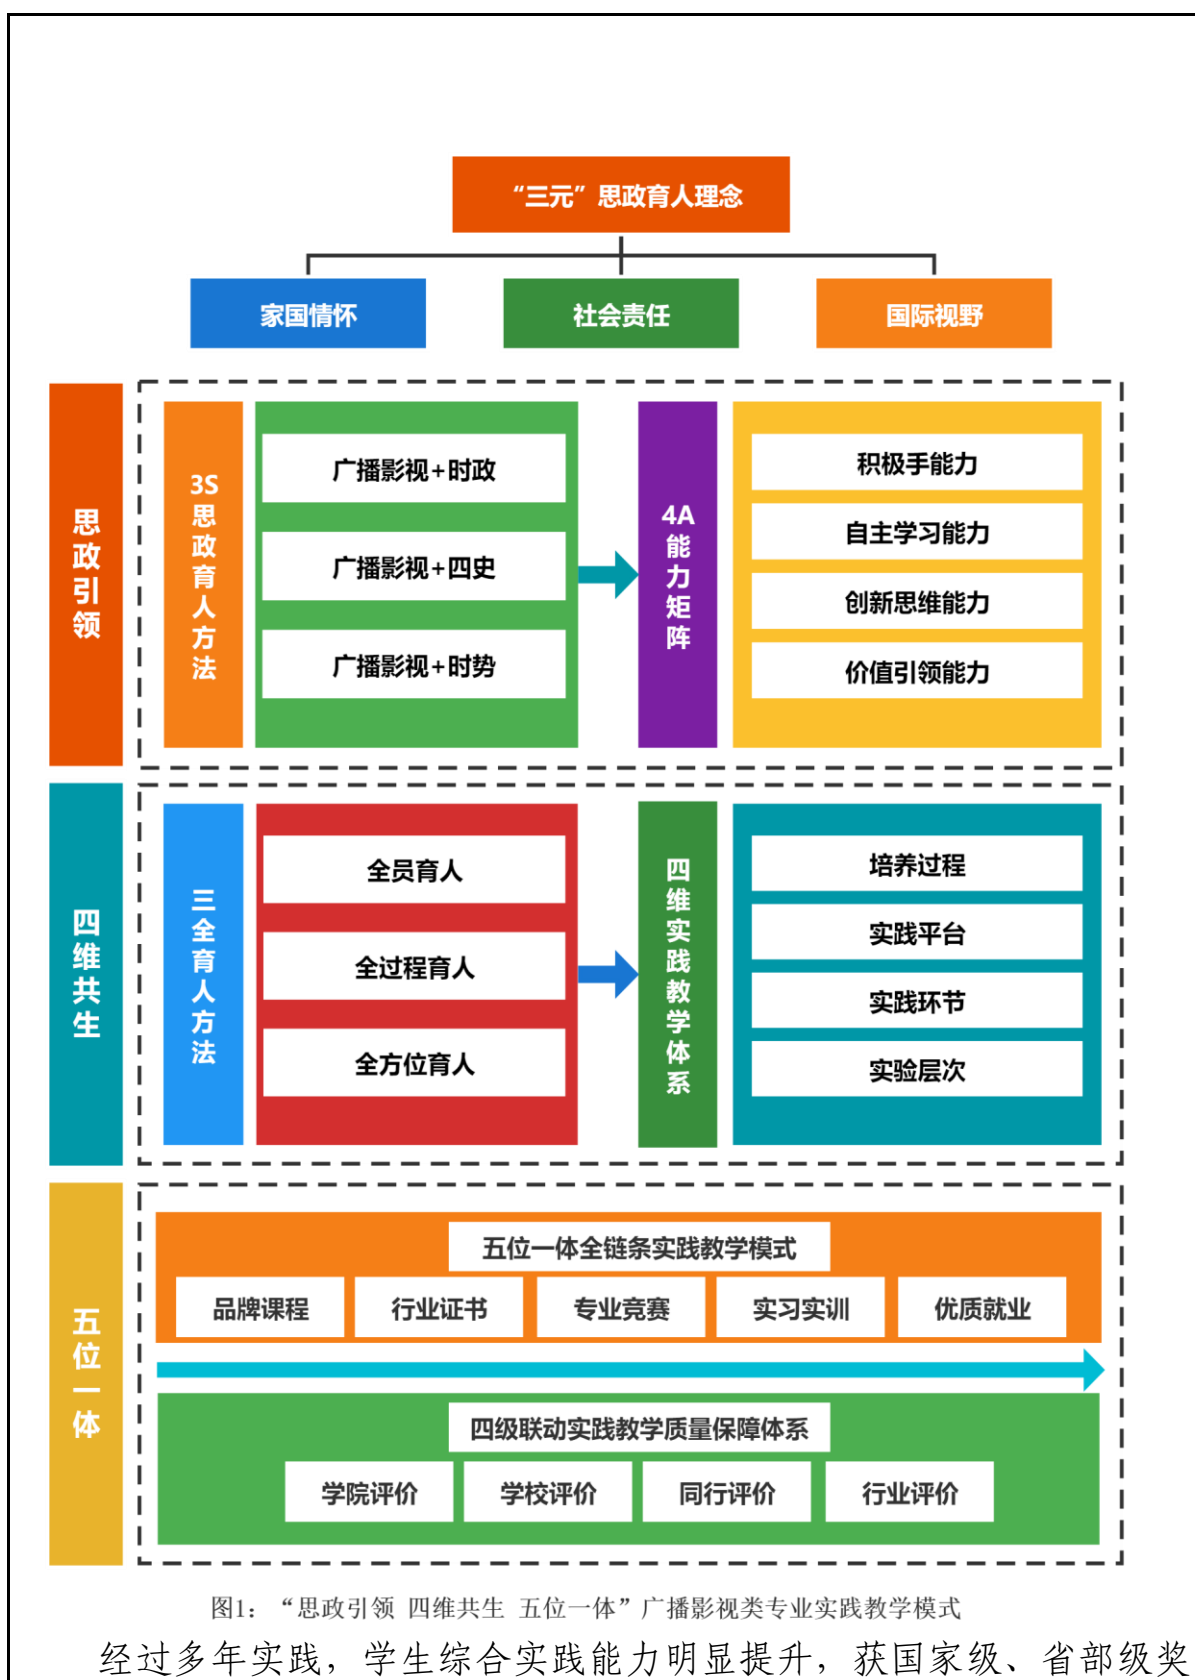 “三元”思政育人理念
家国情怀
社会责任
国际视野
思政引领
3S思政育人方法
广播影视+时政
广播影视+四史
广播影视+时势
4A能力矩阵
积极手能力
自主学习能力
创新思维能力
价值引领能力
四维共生
三全育人方法
全员育人
全过程育人
全方位育人
四维实践教学体系
培养过程
实践平台
实践环节
实验层次
五位一体
五位一体全链条实践教学模式
品牌课程
行业证书
专业竞赛
实习实训
优质就业
四级联动实践教学质量保障体系
学院评价
学校评价
同行评价
行业评价
图1：“思政引领 四维共生 五位一体”广播影视类专业实践教学模式
经过多年实践，学生综合实践能力明显提升，获国家级、省部级奖